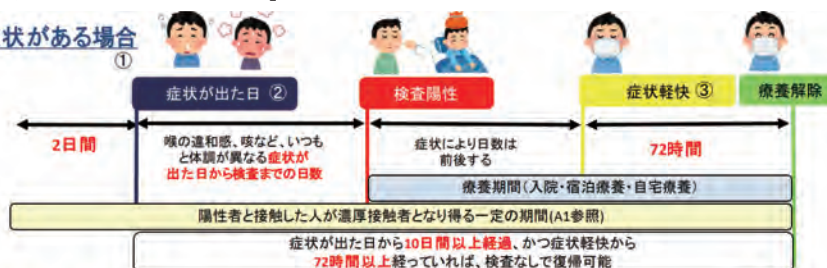 状がある場合
①
症状が出た日 ②
検査陽性
症状軽快 ③
療養解除
2日間
喉の違和感、咳など、いつも
と体調が異なる症状が
出た日から検査までの日数
症状により日数は
前後する
72時間
療養期間(入院・宿泊療養・自宅療養)
陽性者と接触した人が濃厚接触者となり得る一定の期間(A1参照)
症状が出た日から10日間以上経過、かつ症状軽快から
72時間以上経っていれば、検査なしで復帰可能